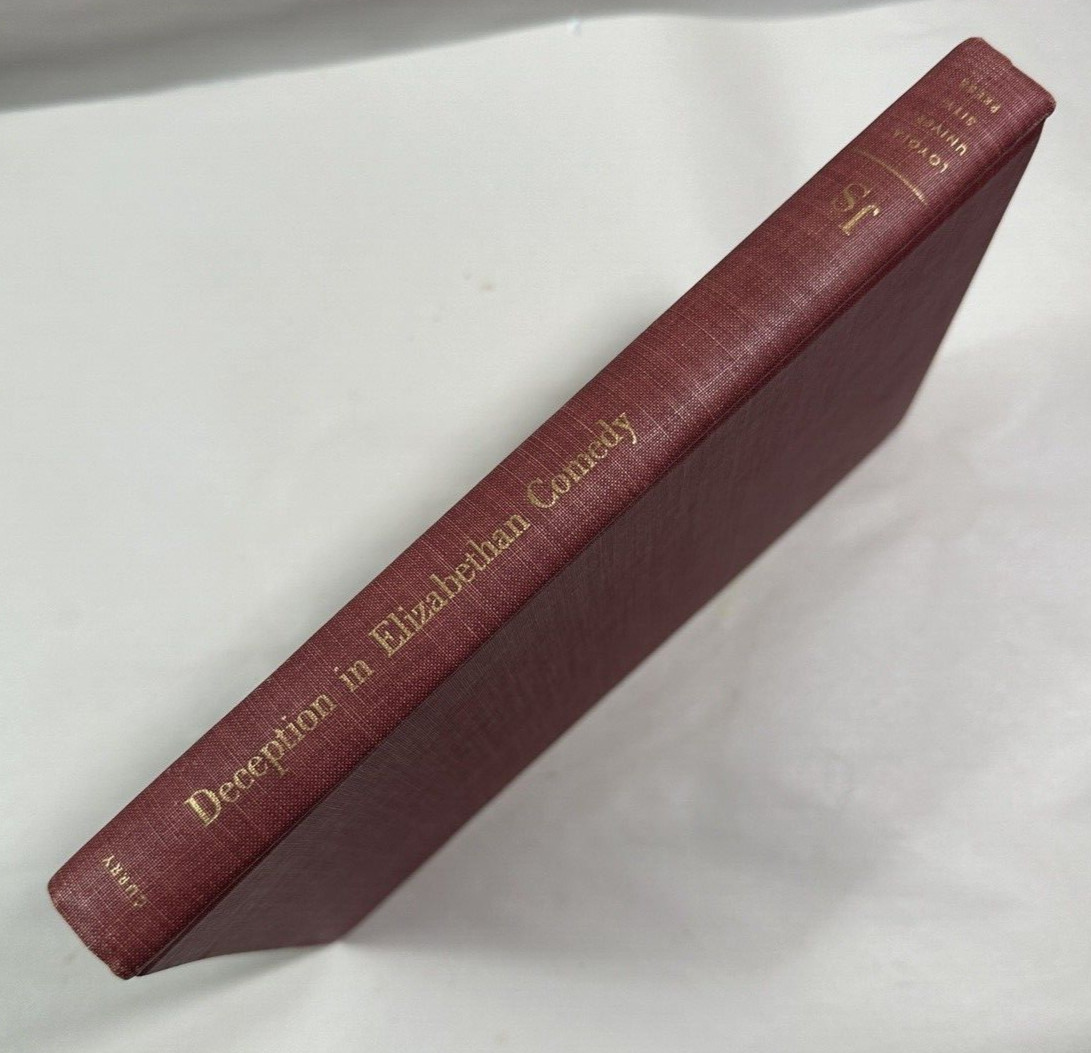 CURRY
Deception in Elizabethan Comedy
JS
LOYOLA
UNIVER
SITY
PRESS